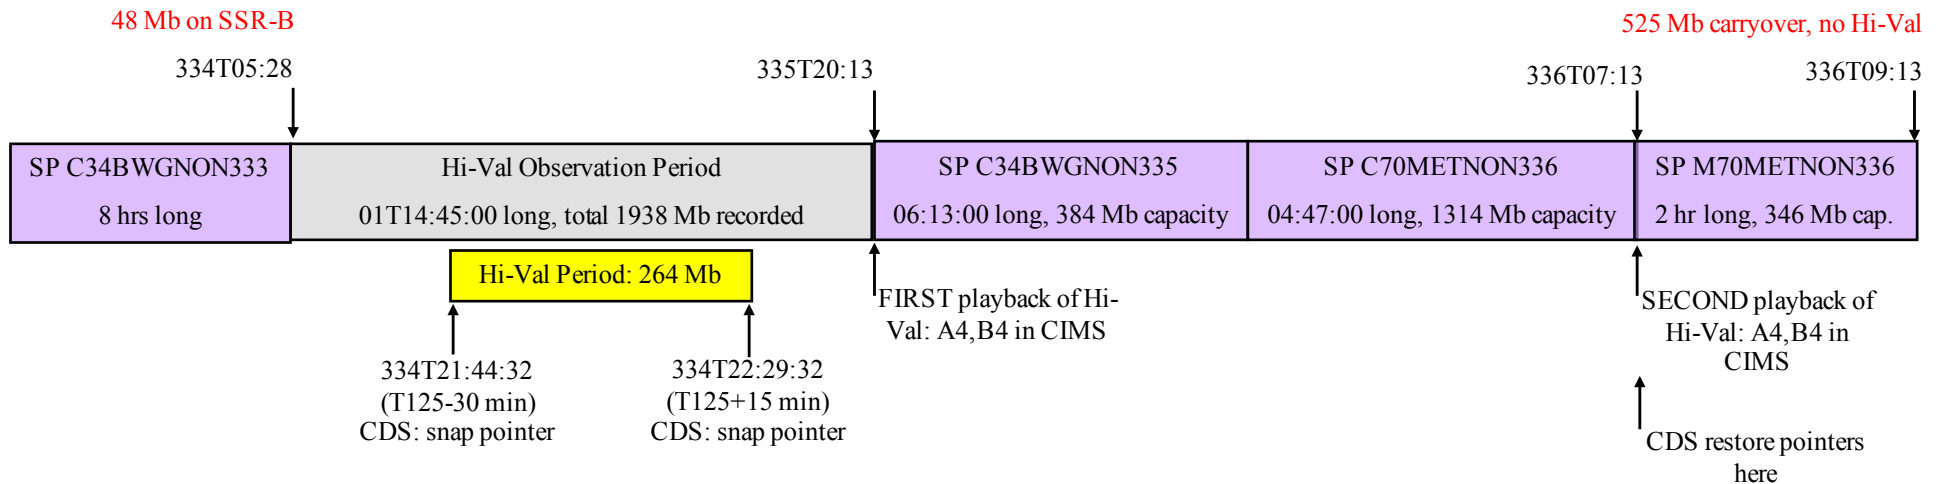 48 Mb on SSR-B
525 Mb carryover, no Hi-Val
334T05:28
335T20:13
336T07:13
336T09:13
SP C34BWGNON333
8 hrs long
Hi-Val Observation Period
01T14:45:00 long, total 1938 Mb recorded
SP C34BWGNON335
06:13:00 long, 384 Mb capacity
SP C70METNON336
04:47:00 long, 1314 Mb capacity
SP M70METNON336
2 hr long, 346 Mb cap.
Hi-Val Period: 264 Mb
334T21:44:32
(T125-30 min)
CDS: snap pointer
334T22:29:32
(T125+15 min)
CDS: snap pointer
FIRST playback of Hi-
Val: A4,B4 in CIMS
SECOND playback of
Hi-Val: A4,B4 in
CIMS
CDS restore pointers
here